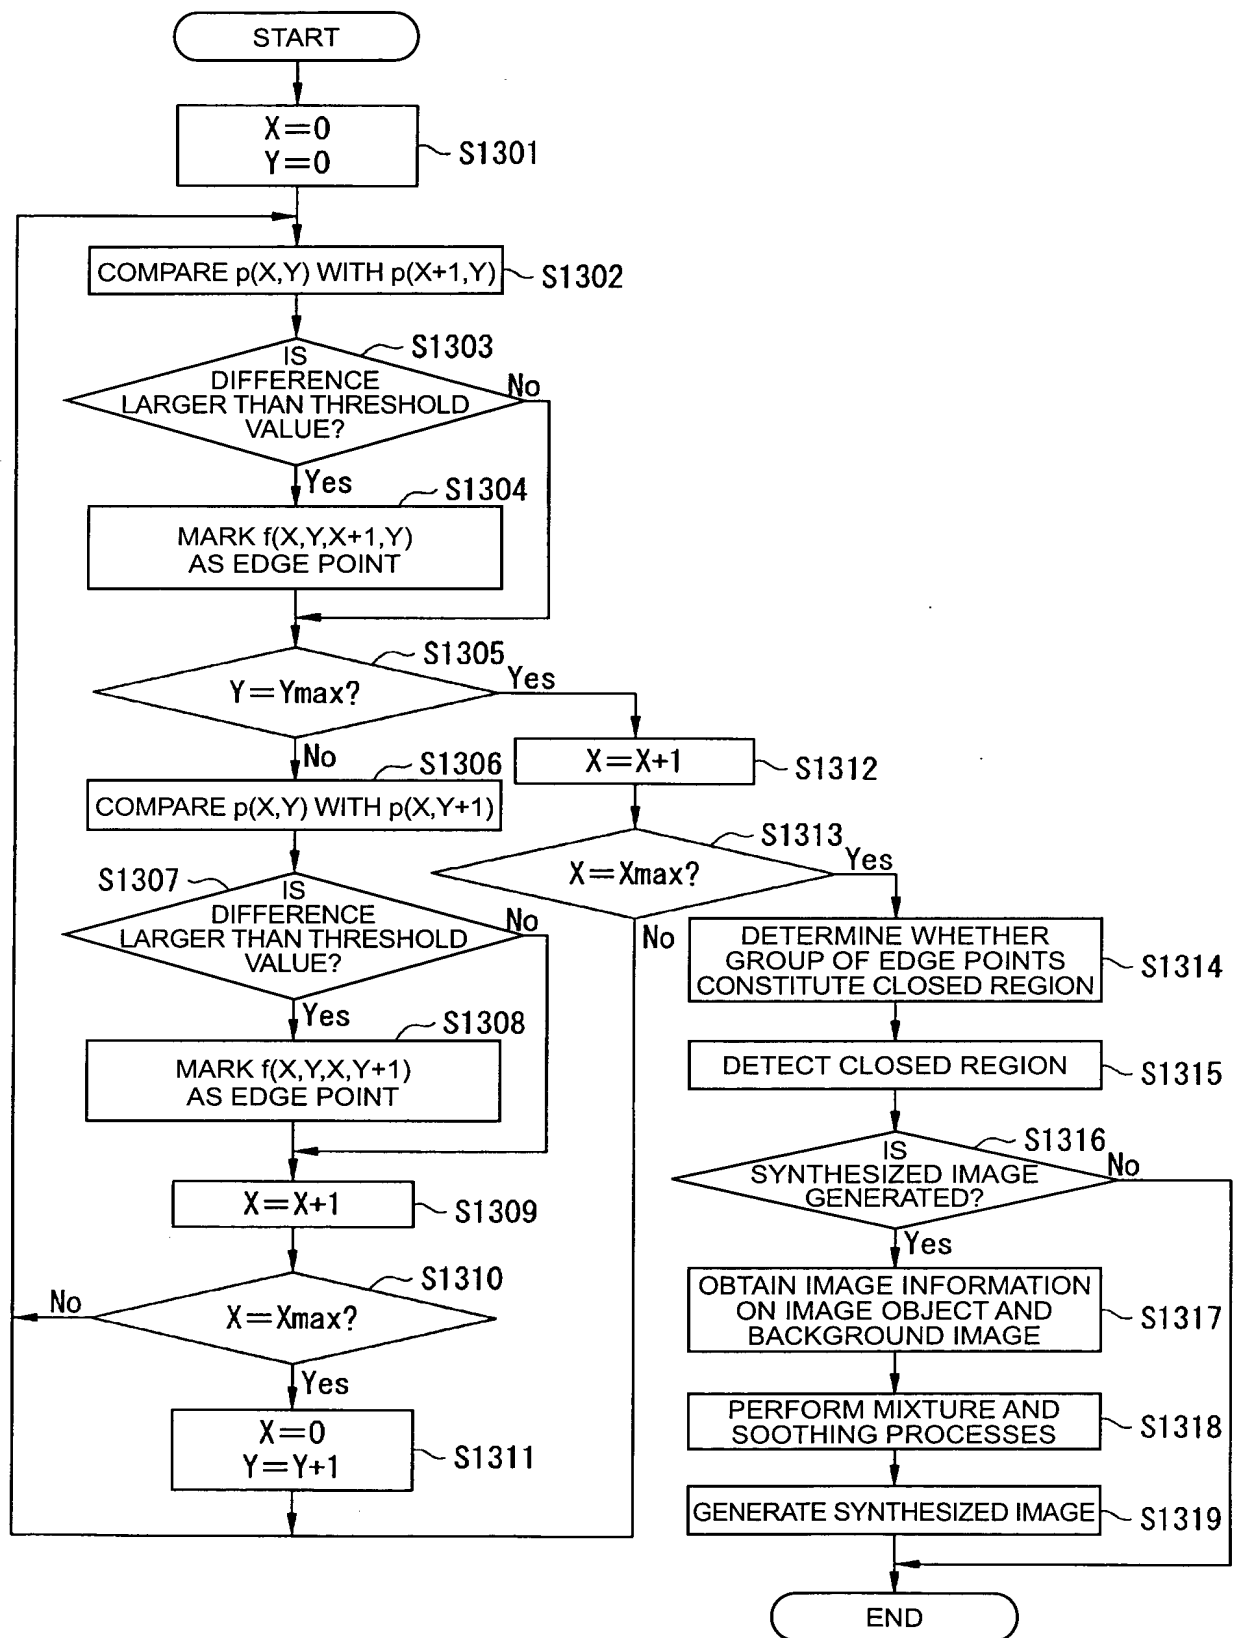 START
X=0
Y=0
S1301
COMPARE p(X,Y) WITH p(X+1,Y)
S1302
S1303
IS
DIFFERENCE
LARGER THAN THRESHOLD
VALUE?
No
Yes
S1304
MARK f(X,Y,X+1,Y)
AS EDGE POINT
S1305
Y=Ymax?
Yes
No
S1306
COMPARE p(X,Y) WITH p(X,Y+1)
S1307
IS
DIFFERENCE
LARGER THAN THRESHOLD
VALUE?
No
Yes
S1308
MARK f(X,Y,X,Y+1)
AS EDGE POINT
X=X+1
S1309
S1310
X=Xmax?
No
Yes
X=0
Y=Y+1
S1311
X=X+1
S1312
S1313
X=Xmax?
Yes
No
DETERMINE WHETHER
GROUP OF EDGE POINTS
CONSTITUTE CLOSED REGION
S1314
DETECT CLOSED REGION
S1315
S1316
IS
SYNTHESIZED IMAGE
GENERATED?
No
Yes
OBTAIN IMAGE INFORMATION
ON IMAGE OBJECT AND
BACKGROUND IMAGE
S1317
PERFORM MIXTURE AND
SOOTHING PROCESSES
S1318
GENERATE SYNTHESIZED IMAGE
S1319
END